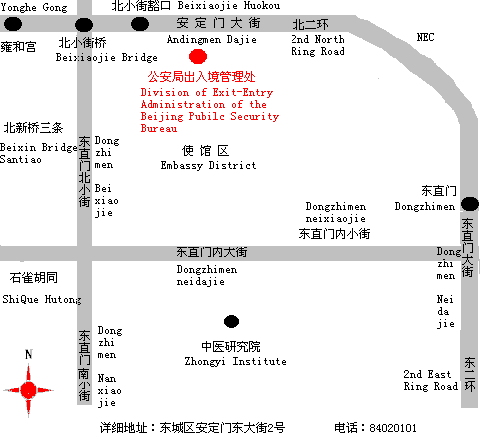 Yonghe Gong
北小街豁口 Beixiaojie Huokou
安定门大街
北二环
雍和宫
北小街桥
Beixiaojie Bridge
Andingmen Dajie
2nd North
Ring Road
NEC
公安局出入境管理处
Division of Exit-Entry
Administration of the
Beijing Pubilc Security
Bureau
北新桥三条
Beixin Bridge
Santiao
东直门北小街
Dong
zhi
men
Bei
xiao
jie
使馆区
Embassy District
东直门
Dongzhimen
Dongzhimen
neixiaojie
东直门内小街
东直门大街
东直门内大街
Dongzhimen
neidajie
Dong
zhi
men
Nei
da
jie
石雀胡同
ShiQue Hutong
东直门南小街
Dong
zhi
men
Nan
xiao
jie
中医研究院
Zhongyi Institute
2nd East
Ring Road
东二环
N
详细地址：东城区安定门东大街2号
电话：84020101